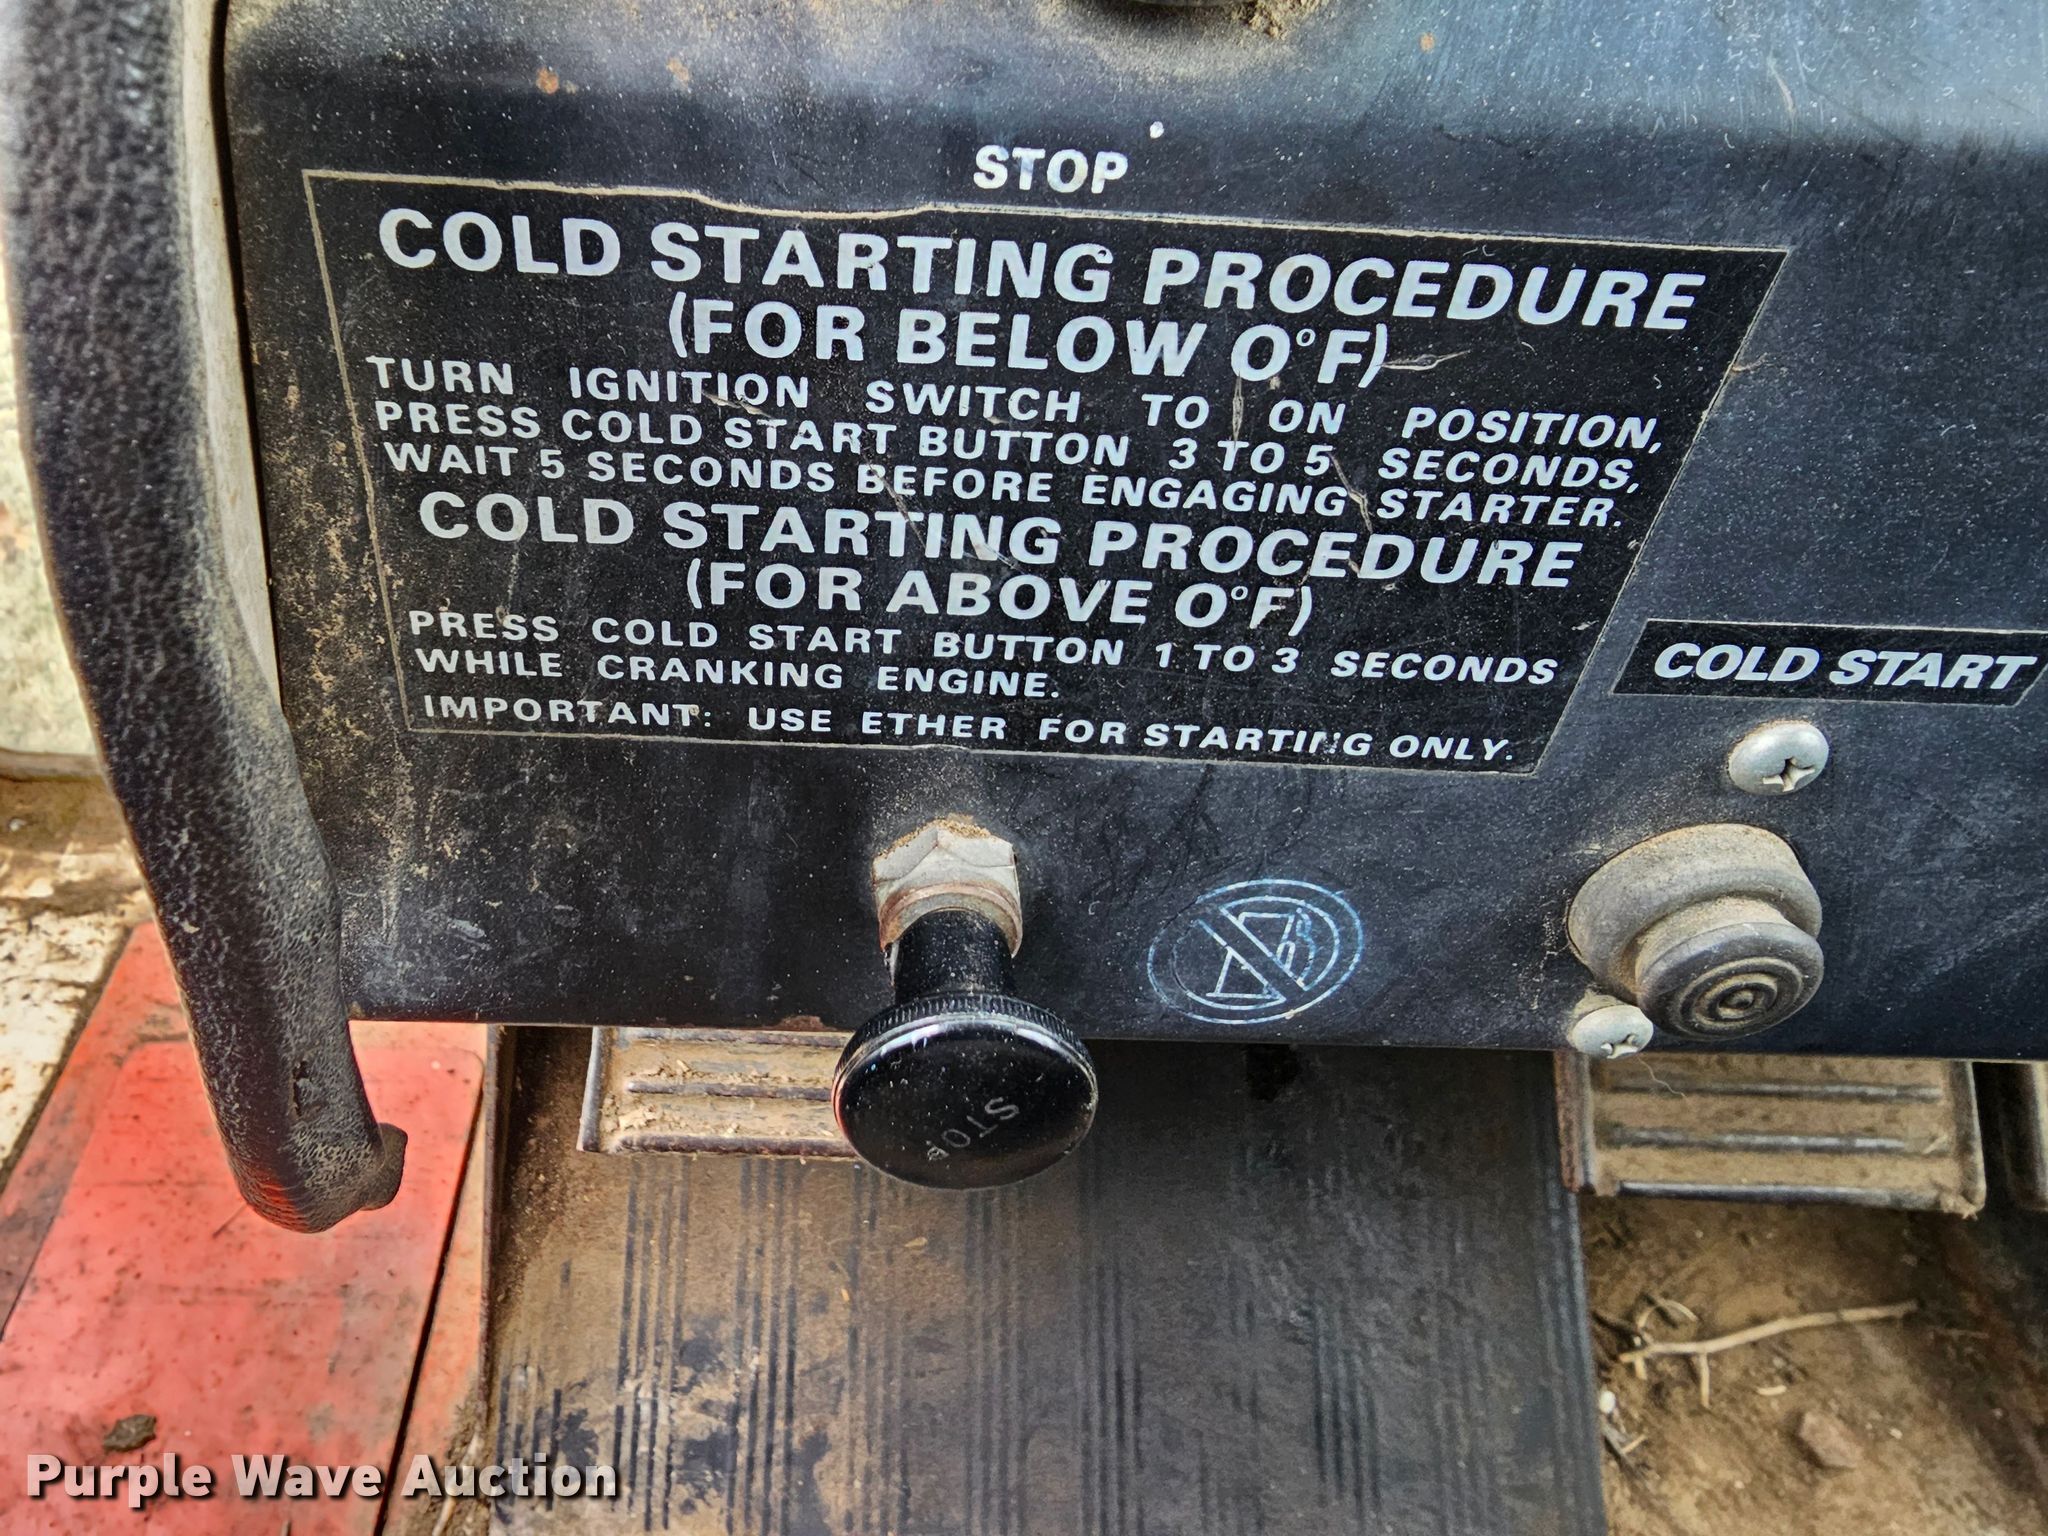 STOP
COLD STARTING PROCEDURE
(FOR BELOW 0°F)
TURN IGNITION SWITCH TO ON POSITION,
PRESS COLD START BUTTON 3 TO 5 SECONDS,
WAIT 5 SECONDS BEFORE ENGAGING STARTER.
COLD STARTING PROCEDURE
(FOR ABOVE 0°F)
PRESS COLD START BUTTON 1 TO 3 SECONDS
WHILE CRANKING ENGINE.
IMPORTANT: USE ETHER FOR STARTING ONLY.
COLD START
STOP
Purple Wave Auction